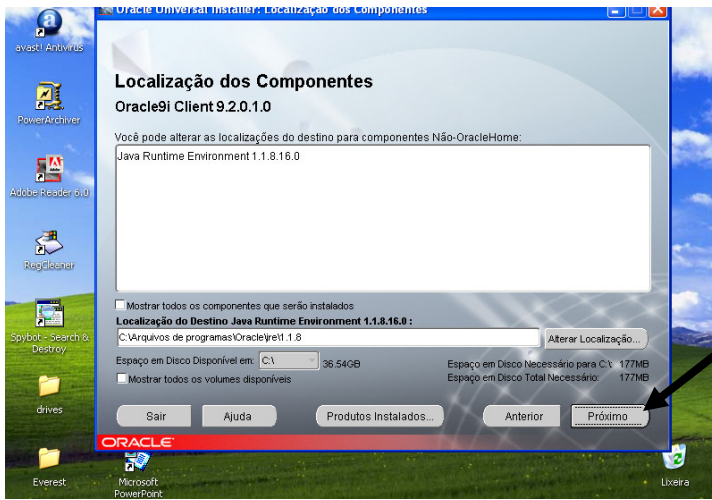 Oracle Universal Installer: Localização dos Componentes
avast! Antivirus
PowerArchiver
Adobe Reader 6.0
RegCleaner
Spybot - Search &
Destroy
drives
Everest
Localização dos Componentes
Oracle9i Client 9.2.0.1.0
Você pode alterar as localizações do destino para componentes Não-OracleHome:
Java Runtime Environment 1.1.8.16.0
Mostrar todos os componentes que serão instalados
Localização do Destino Java Runtime Environment 1.1.8.16.0 :
C:\Arquivos de programas\Oracle\jre\1.1.8
Alterar Localização...
Espaço em Disco Disponível em: C:\ 36.54GB
Espaço em Disco Necessário para C:\: 177MB
Mostrar todos os volumes disponíveis
Espaço em Disco Total Necessário: 177MB
Sair Ajuda Produtos Instalados... Anterior Próximo
ORACLE
Microsoft
PowerPoint
Lixeira